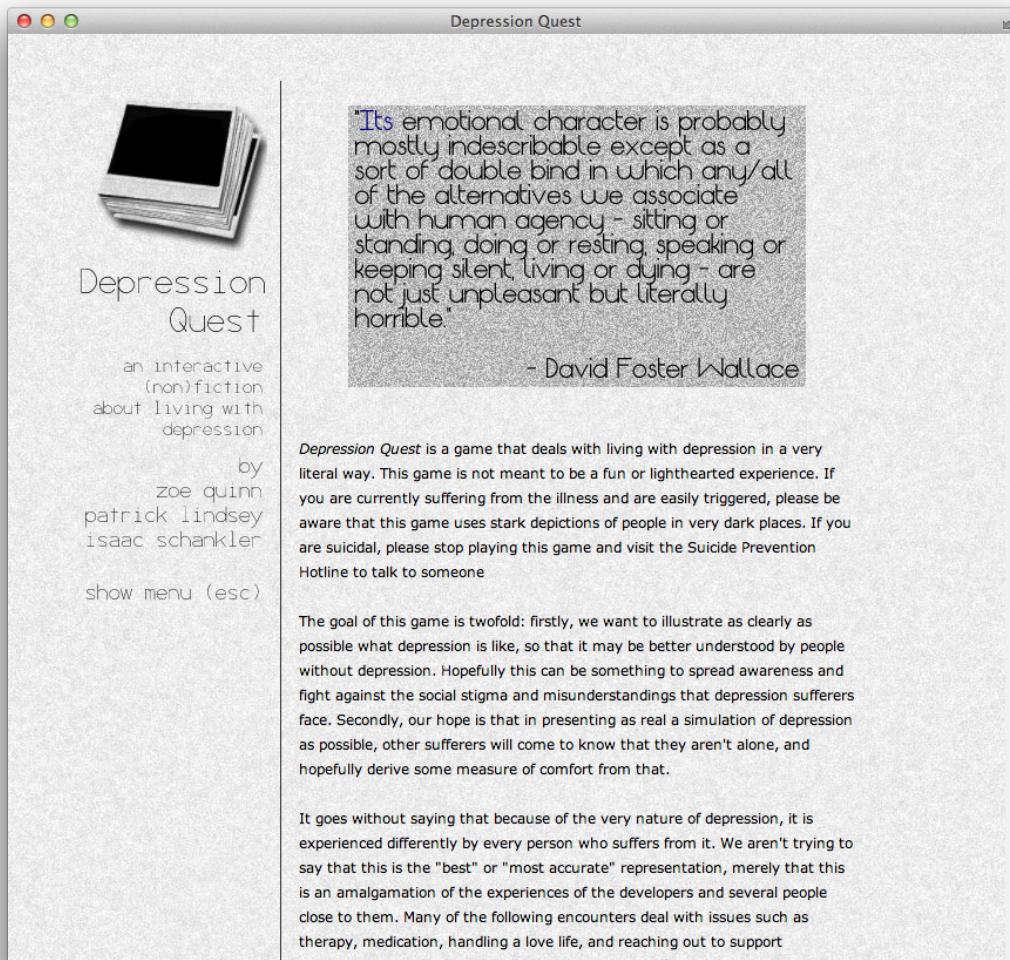 Depression Quest
Depression
Quest
an interactive
(non)fiction
about living with
depression
by
zoe quinn
patrick lindsey
isaac schankler
show menu (esc)
"Its emotional character is probably
mostly indescribable except as a
sort of double bind in which any/all
of the alternatives we associate
with human agency - sitting or
standing, doing or resting, speaking or
keeping silent, living or dying - are
not just unpleasant but literally
horrible."
- David Foster Wallace
Depression Quest is a game that deals with living with depression in a very
literal way. This game is not meant to be a fun or lighthearted experience. If
you are currently suffering from the illness and are easily triggered, please be
aware that this game uses stark depictions of people in very dark places. If you
are suicidal, please stop playing this game and visit the Suicide Prevention
Hotline to talk to someone
The goal of this game is twofold: firstly, we want to illustrate as clearly as
possible what depression is like, so that it may be better understood by people
without depression. Hopefully this can be something to spread awareness and
fight against the social stigma and misunderstandings that depression sufferers
face. Secondly, our hope is that in presenting as real a simulation of depression
as possible, other sufferers will come to know that they aren't alone, and
hopefully derive some measure of comfort from that.
It goes without saying that because of the very nature of depression, it is
experienced differently by every person who suffers from it. We aren't trying to
say that this is the "best" or "most accurate" representation, merely that this
is an amalgamation of the experiences of the developers and several people
close to them. Many of the following encounters deal with issues such as
therapy, medication, handling a love life, and reaching out to support